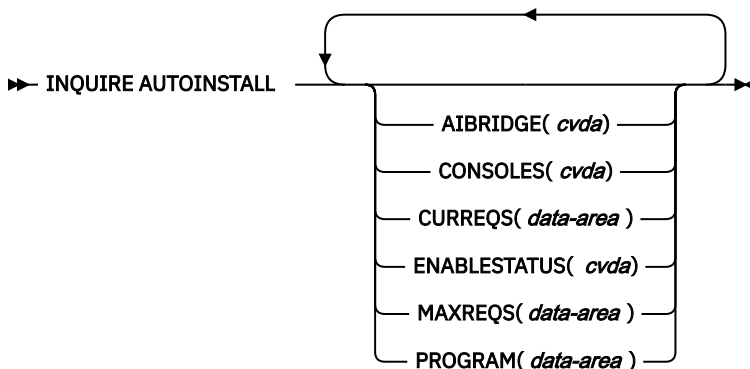 INQUIRE AUTOINSTALL
AIBRIDGE( cvda)
CONSOLES( cvda)
CURREQS( data-area )
ENABLESTATUS( cvda)
MAXREQS( data-area )
PROGRAM( data-area )